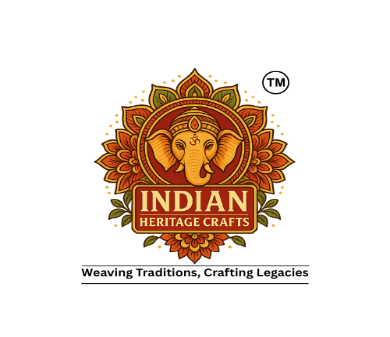 TM
ॐ
INDIAN
HERITAGE CRAFTS
Weaving Traditions, Crafting Legacies